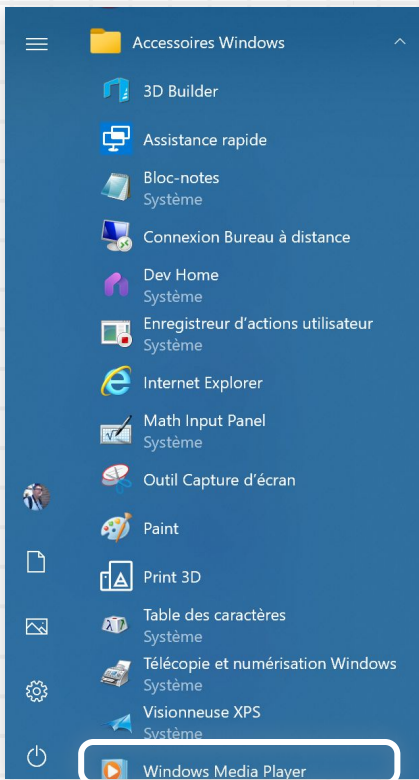 Accessoires Windows
3D Builder
Assistance rapide
Bloc-notes
Système
Connexion Bureau à distance
Dev Home
Système
Enregistreur d'actions utilisateur
Système
Internet Explorer
Math Input Panel
Système
Outil Capture d'écran
Paint
Print 3D
Table des caractères
Système
Télécopie et numérisation Windows
Système
Visionneuse XPS
Système
Windows Media Player